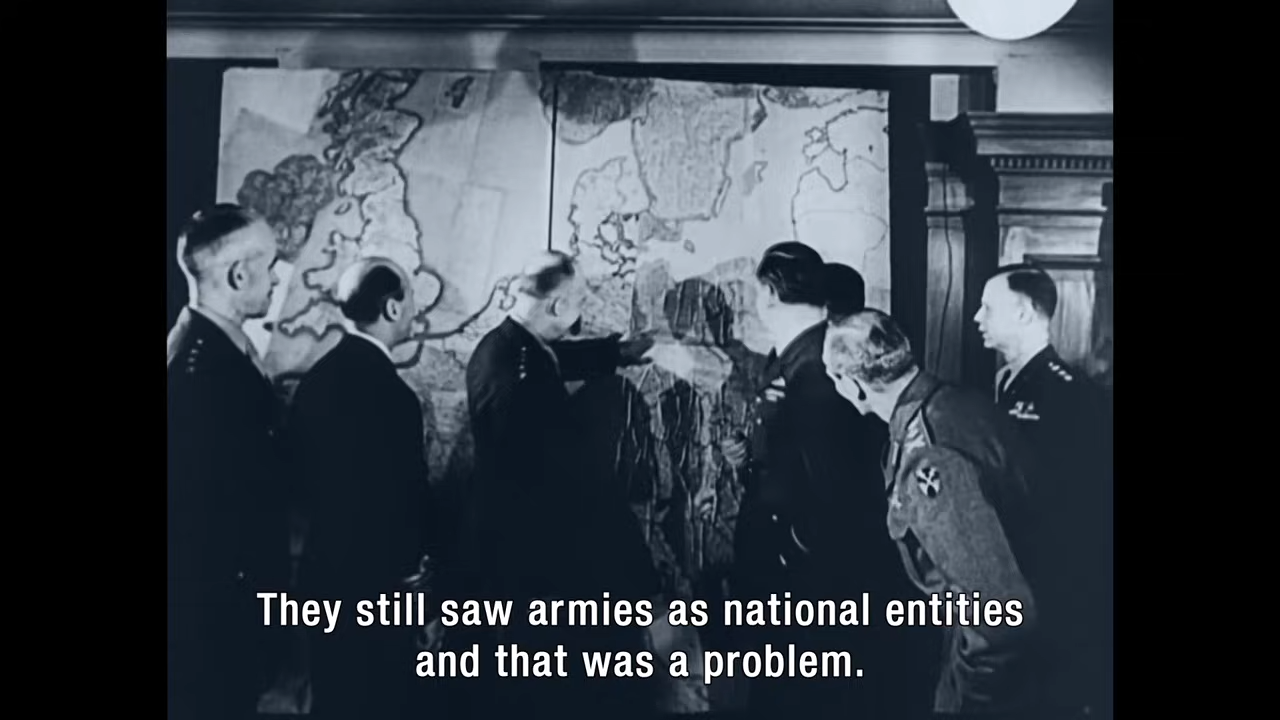 They still saw armies as national entities
and that was a problem.